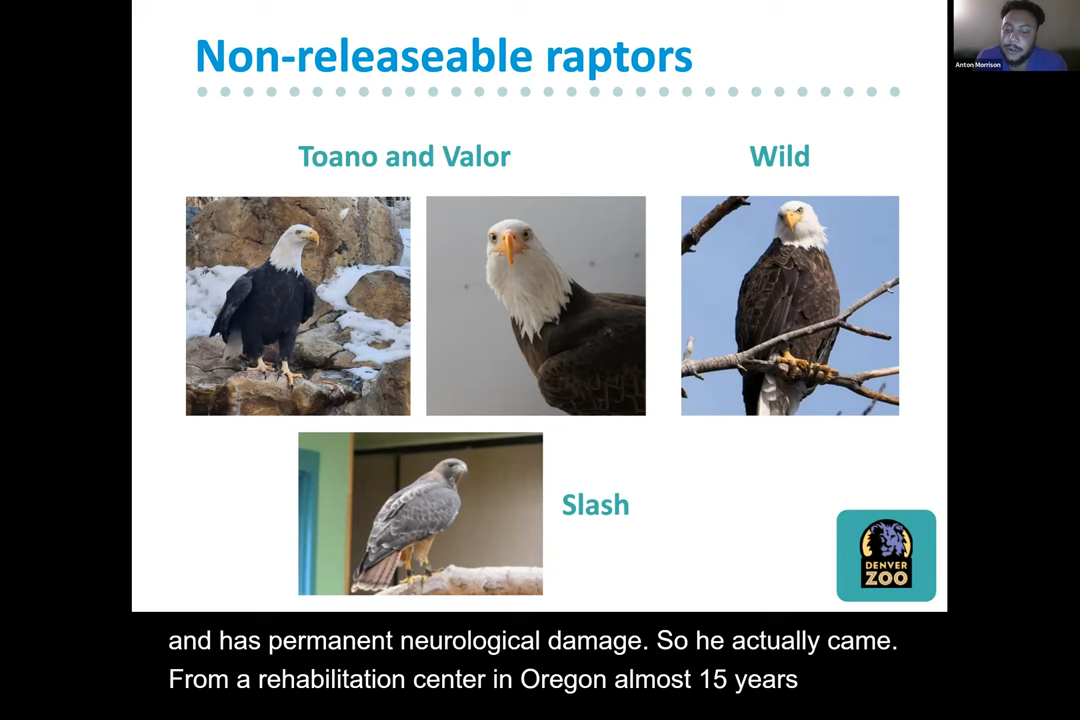 Non-releaseable raptors
Anton Morrison
Toano and Valor
Wild
Slash
DENVER
ZOO
and has permanent neurological damage. So he actually came.
From a rehabilitation center in Oregon almost 15 years